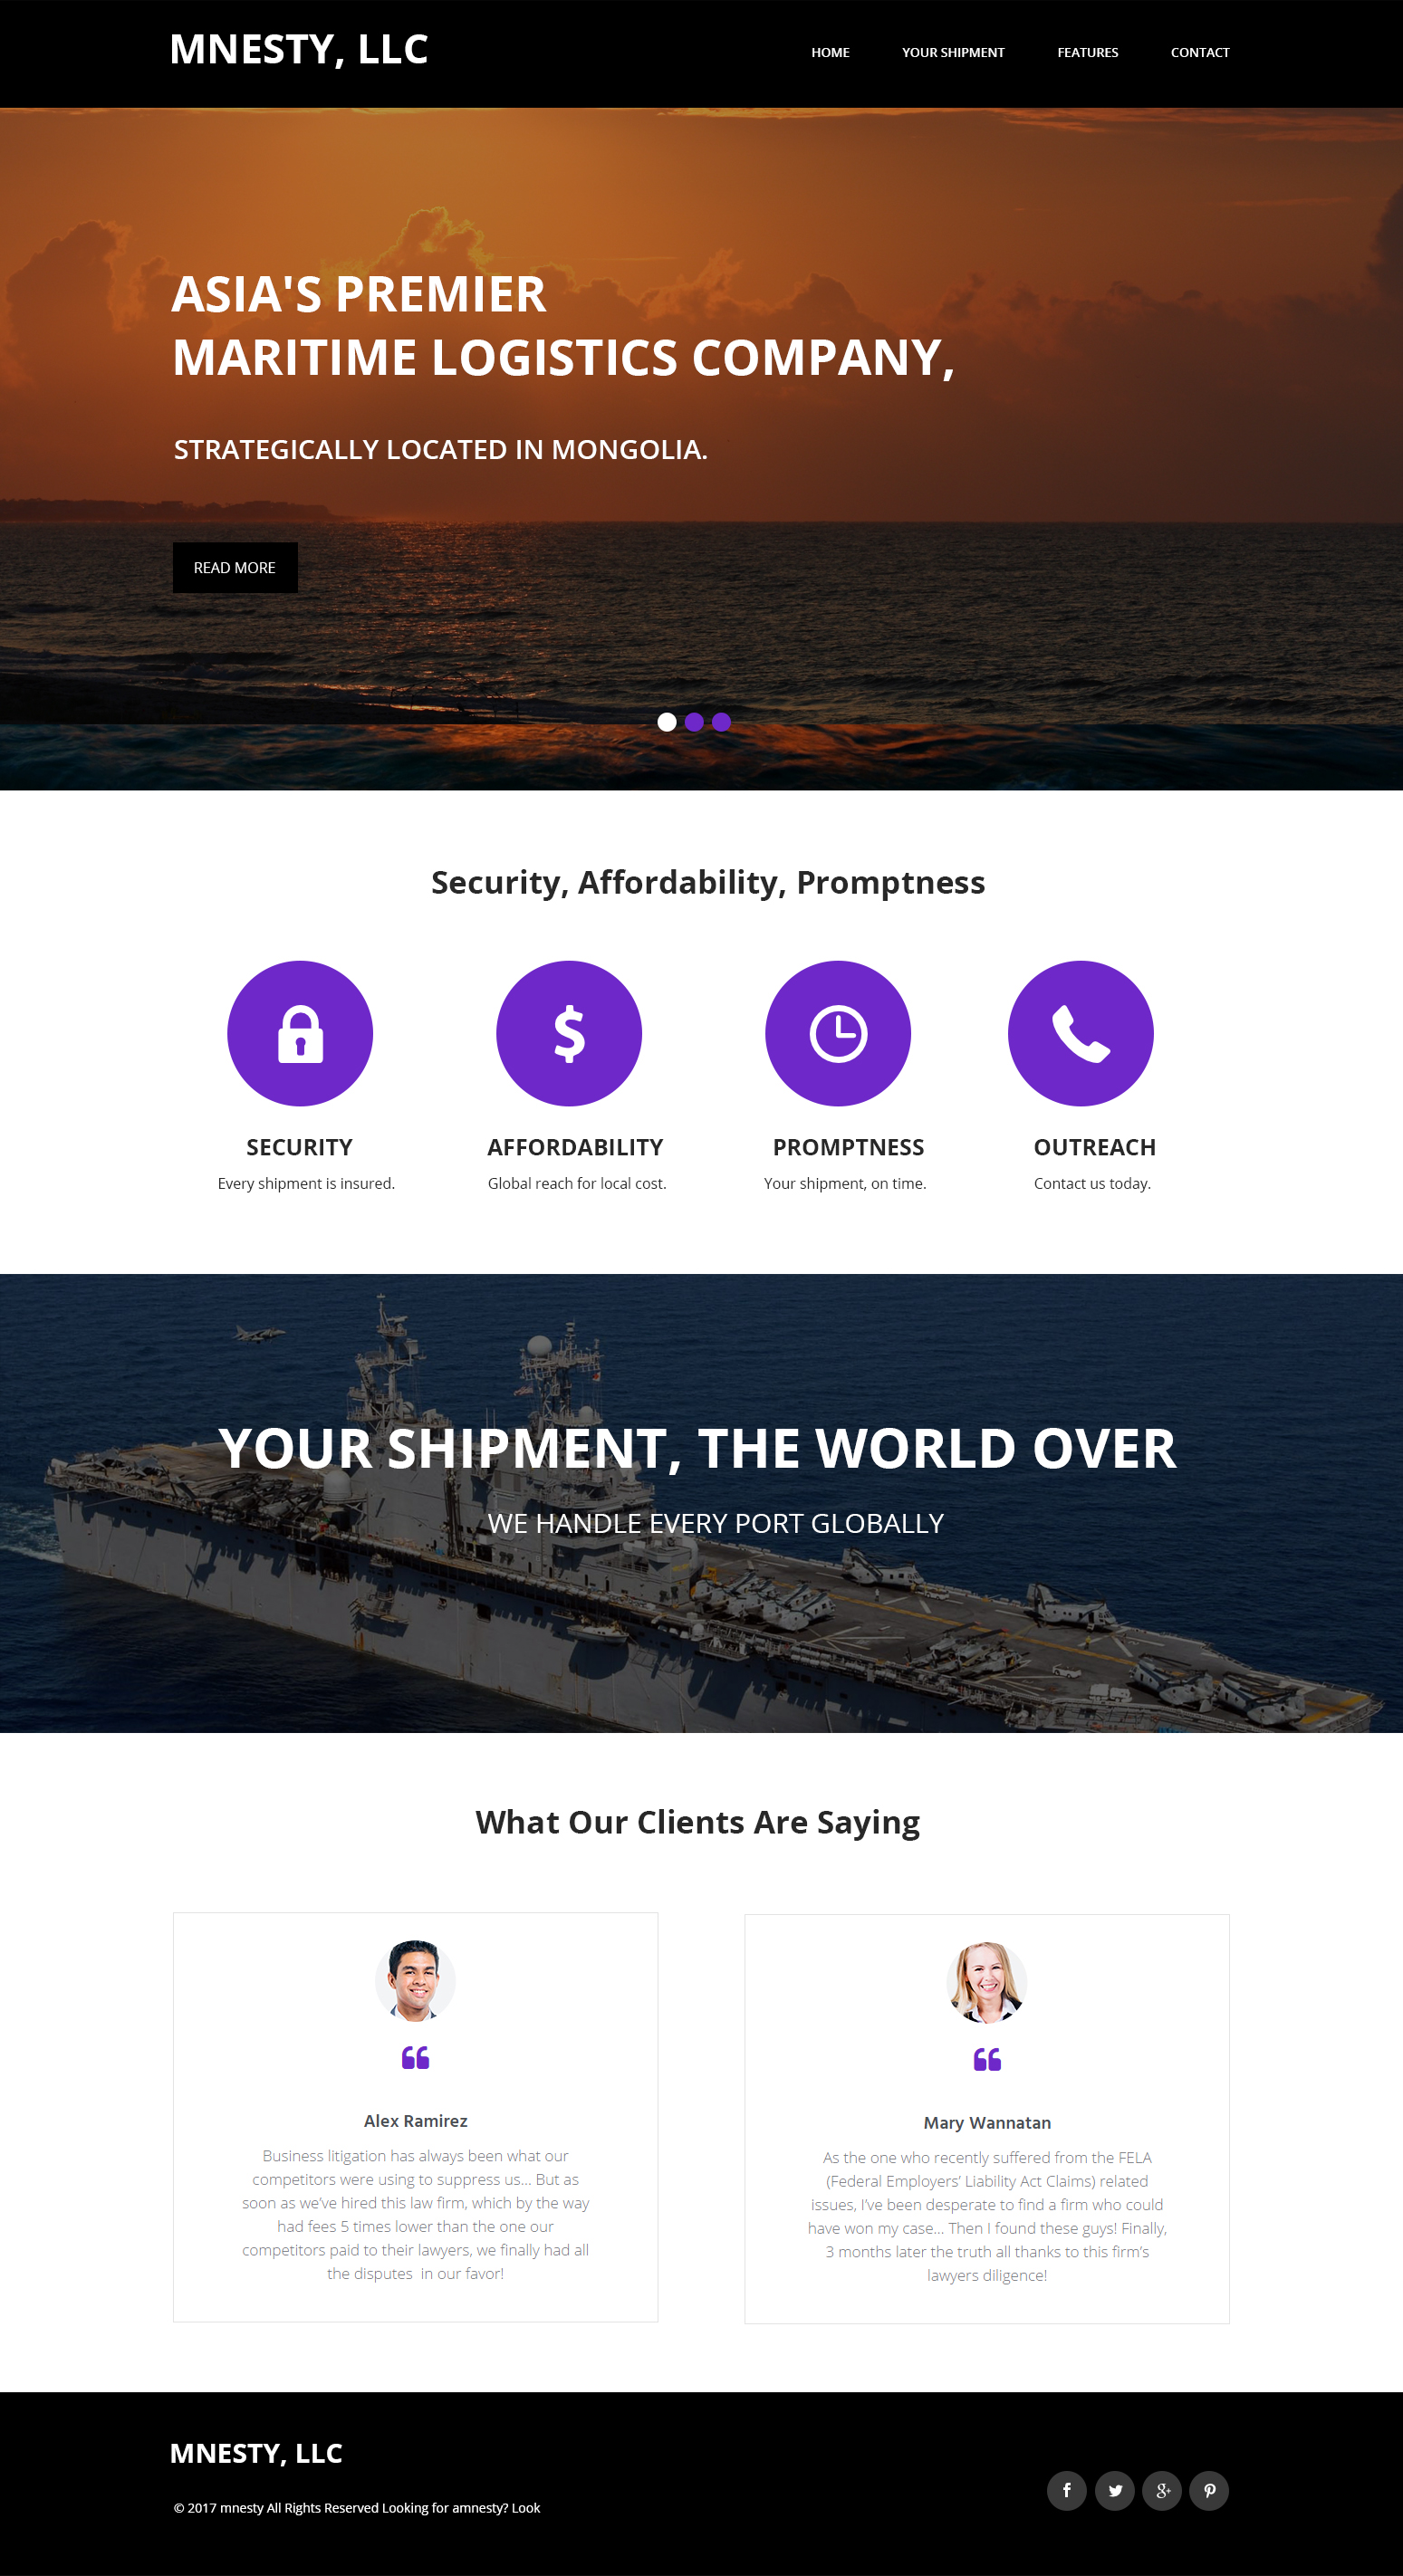 MNESTY, LLC
HOME YOUR SHIPMENT FEATURES CONTACT
ASIA'S PREMIER
MARITIME LOGISTICS COMPANY,
STRATEGICALLY LOCATED IN MONGOLIA.
READ MORE
Security, Affordability, Promptness
SECURITY
Every shipment is insured.
AFFORDABILITY
Global reach for local cost.
PROMPTNESS
Your shipment, on time.
OUTREACH
Contact us today.
YOUR SHIPMENT, THE WORLD OVER
WE HANDLE EVERY PORT GLOBALLY
What Our Clients Are Saying
Alex Ramirez
Business litigation has always been what our
competitors were using to suppress us... But as
soon as we've hired this law firm, which by the way
had fees 5 times lower than the one our
competitors paid to their lawyers, we finally had all
the disputes  in our favor!
Mary Wannatan
As the one who recently suffered from the FELA
(Federal Employers’ Liability Act Claims) related
issues, I’ve been desperate to find a firm who could
have won my case... Then I found these guys! Finally,
3 months later the truth all thanks to this firm’s
lawyers diligence!
MNESTY, LLC
© 2017 mnesty All Rights Reserved Looking for amnesty? Look